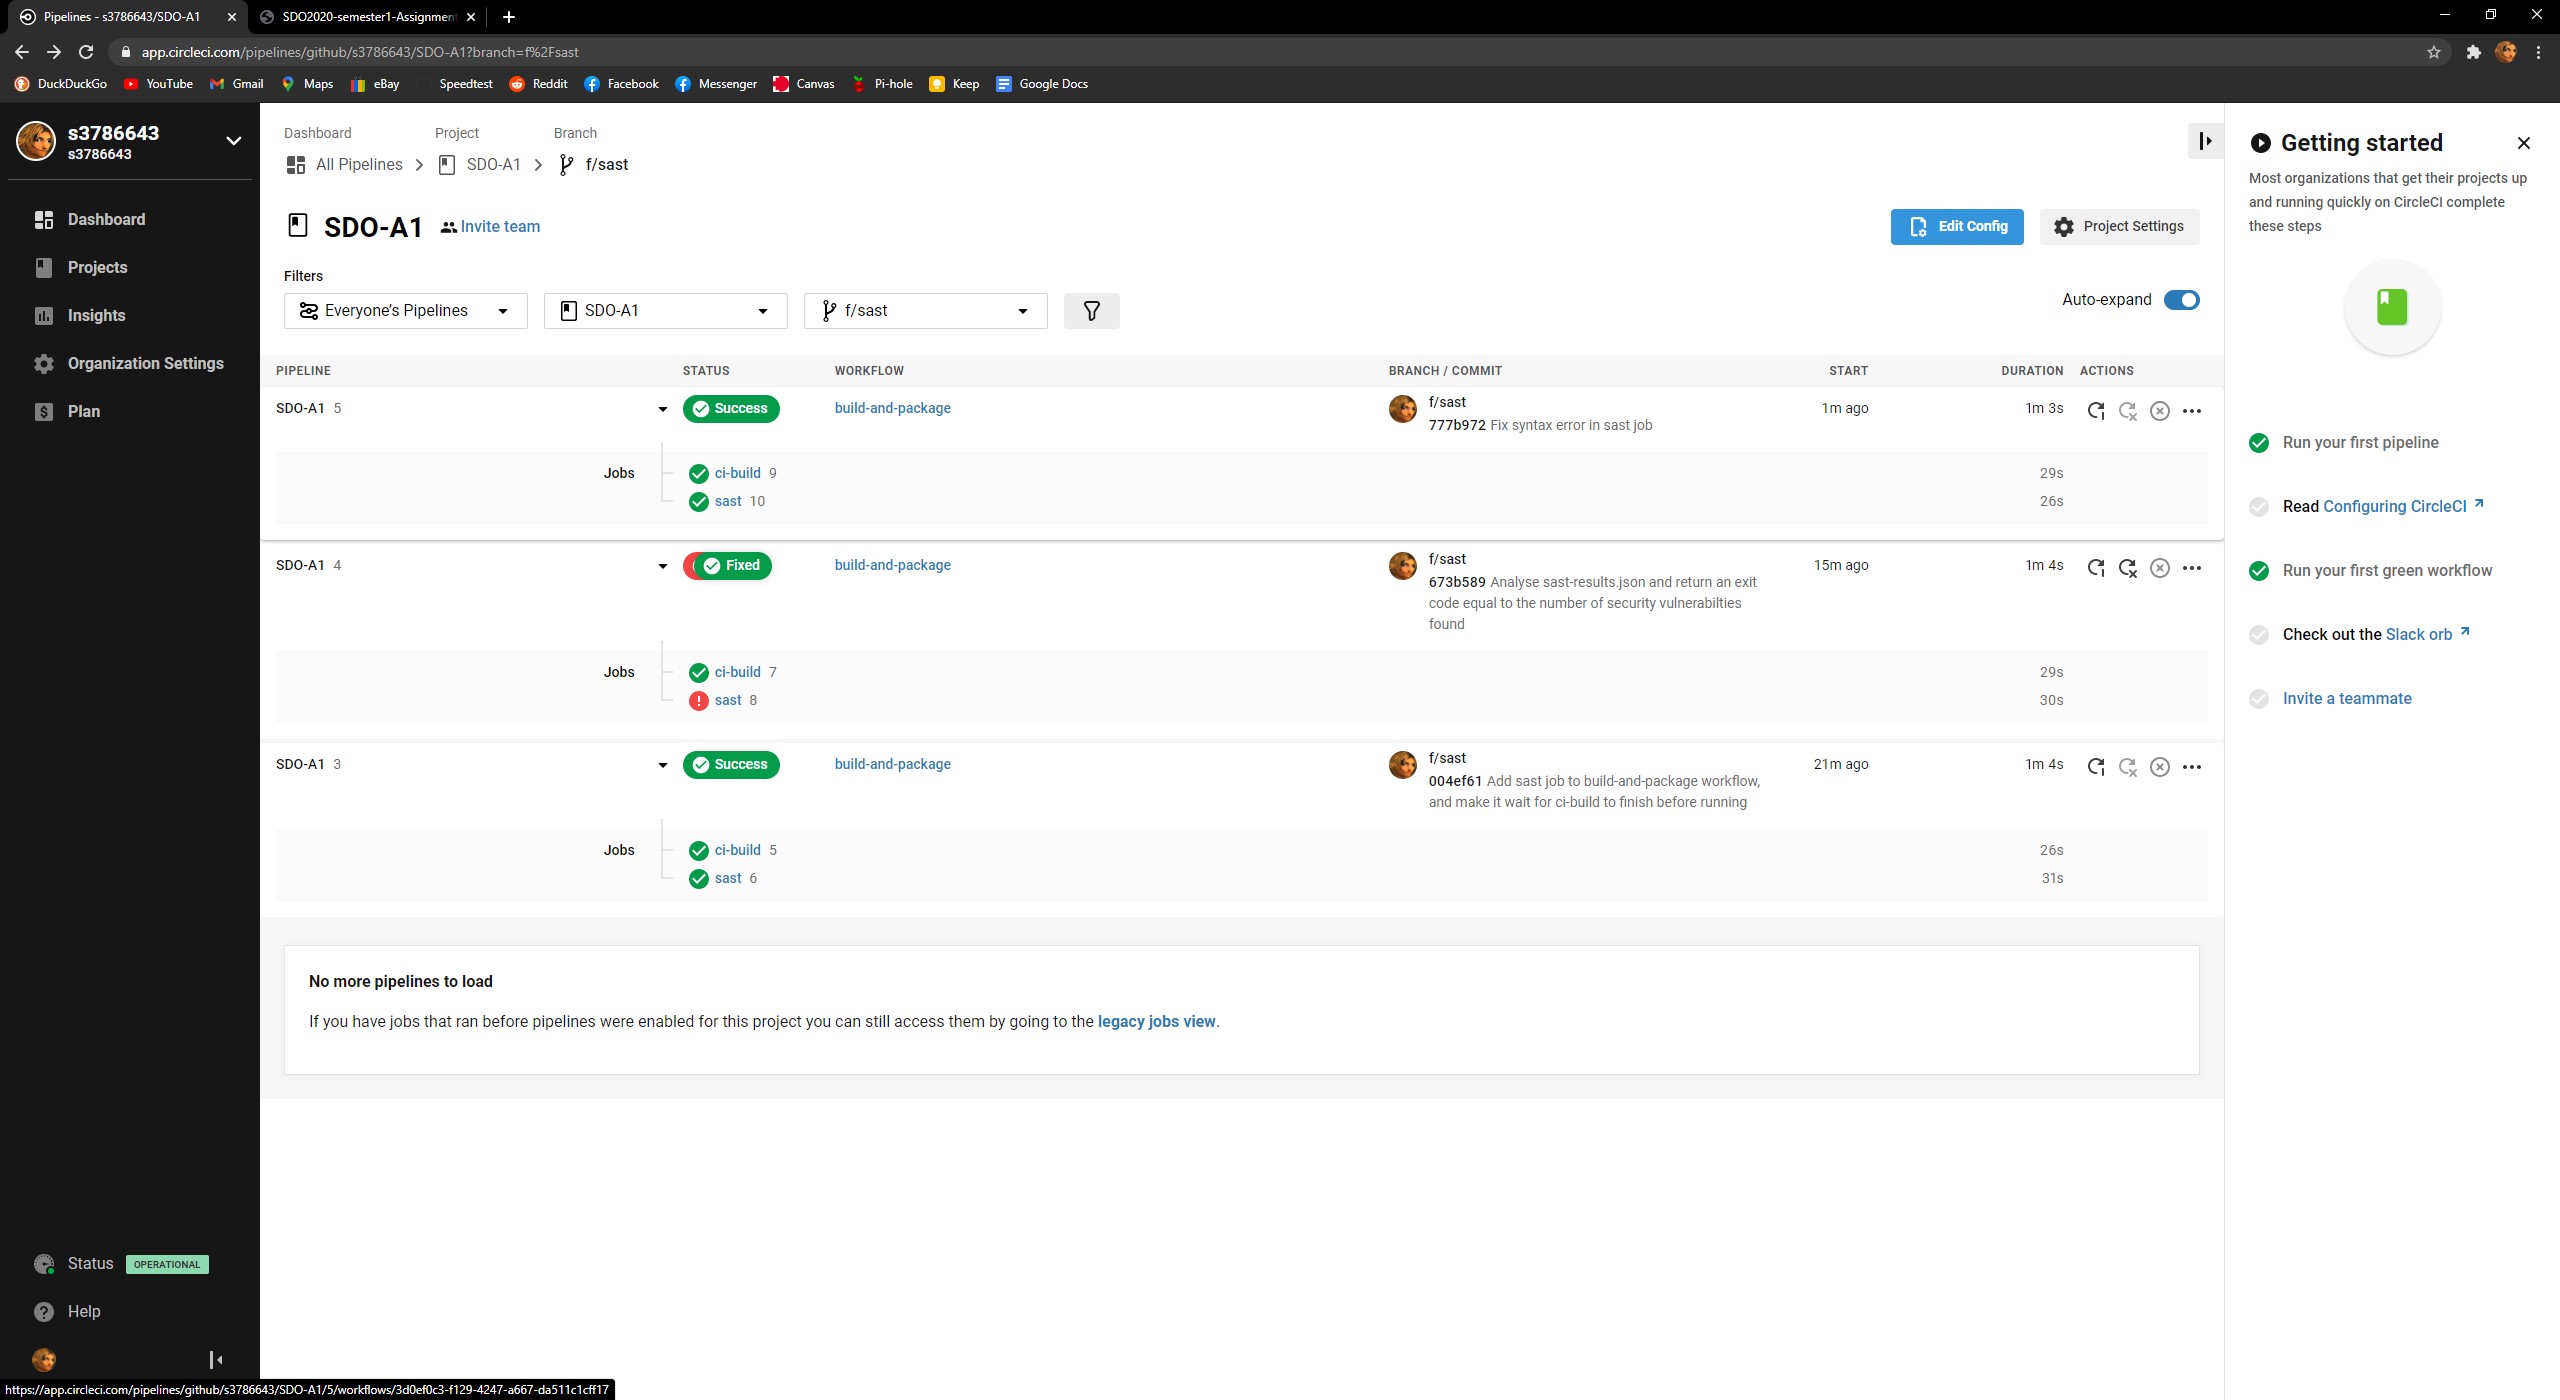 Pipelines - s3786643/SDO-A1
SDO2020-semester1-Assignment
app.circleci.com/pipelines/github/s3786643/SDO-A1?branch=f%2Fsast
DuckDuckGo YouTube Gmail Maps eBay Speedtest Reddit Facebook Messenger Canvas Pi-hole Keep Google Docs
s3786643
s3786643
Dashboard
Projects
Insights
Organization Settings
Plan
Status OPERATIONAL
Help
Dashboard Project Branch
All Pipelines SDO-A1 f/sast
SDO-A1 Invite team
Edit Config Project Settings
Filters
Everyone's Pipelines SDO-A1 f/sast
Auto-expand
PIPELINE STATUS WORKFLOW BRANCH / COMMIT START DURATION ACTIONS
SDO-A1 5 Success build-and-package f/sast 1m ago 1m 3s
777b972 Fix syntax error in sast job
Jobs ci-build 9 29s
sast 10 26s
SDO-A1 4 Fixed build-and-package f/sast 15m ago 1m 4s
673b589 Analyse sast-results.json and return an exit
code equal to the number of security vulnerabilties
found
Jobs ci-build 7 29s
sast 8 30s
SDO-A1 3 Success build-and-package f/sast 21m ago 1m 4s
004ef61 Add sast job to build-and-package workflow,
and make it wait for ci-build to finish before running
Jobs ci-build 5 26s
sast 6 31s
No more pipelines to load
If you have jobs that ran before pipelines were enabled for this project you can still access them by going to the legacy jobs view.
Getting started
Most organizations that get their projects up
and running quickly on CircleCI complete
these steps
Run your first pipeline
Read Configuring CircleCI
Run your first green workflow
Check out the Slack orb
Invite a teammate
https://app.circleci.com/pipelines/github/s3786643/SDO-A1/5/workflows/3d0ef0c3-f129-4247-a667-da511c1cff17